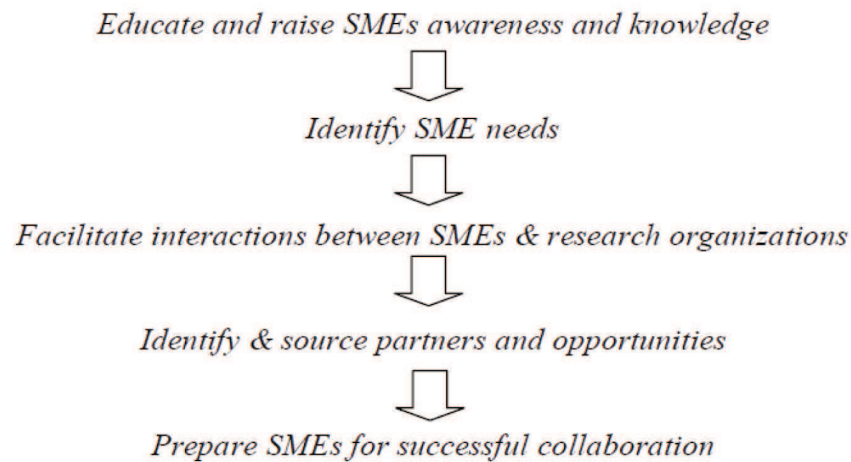 Educate and raise SMEs awareness and knowledge
Identify SME needs
Facilitate interactions between SMEs & research organizations
Identify & source partners and opportunities
Prepare SMEs for successful collaboration